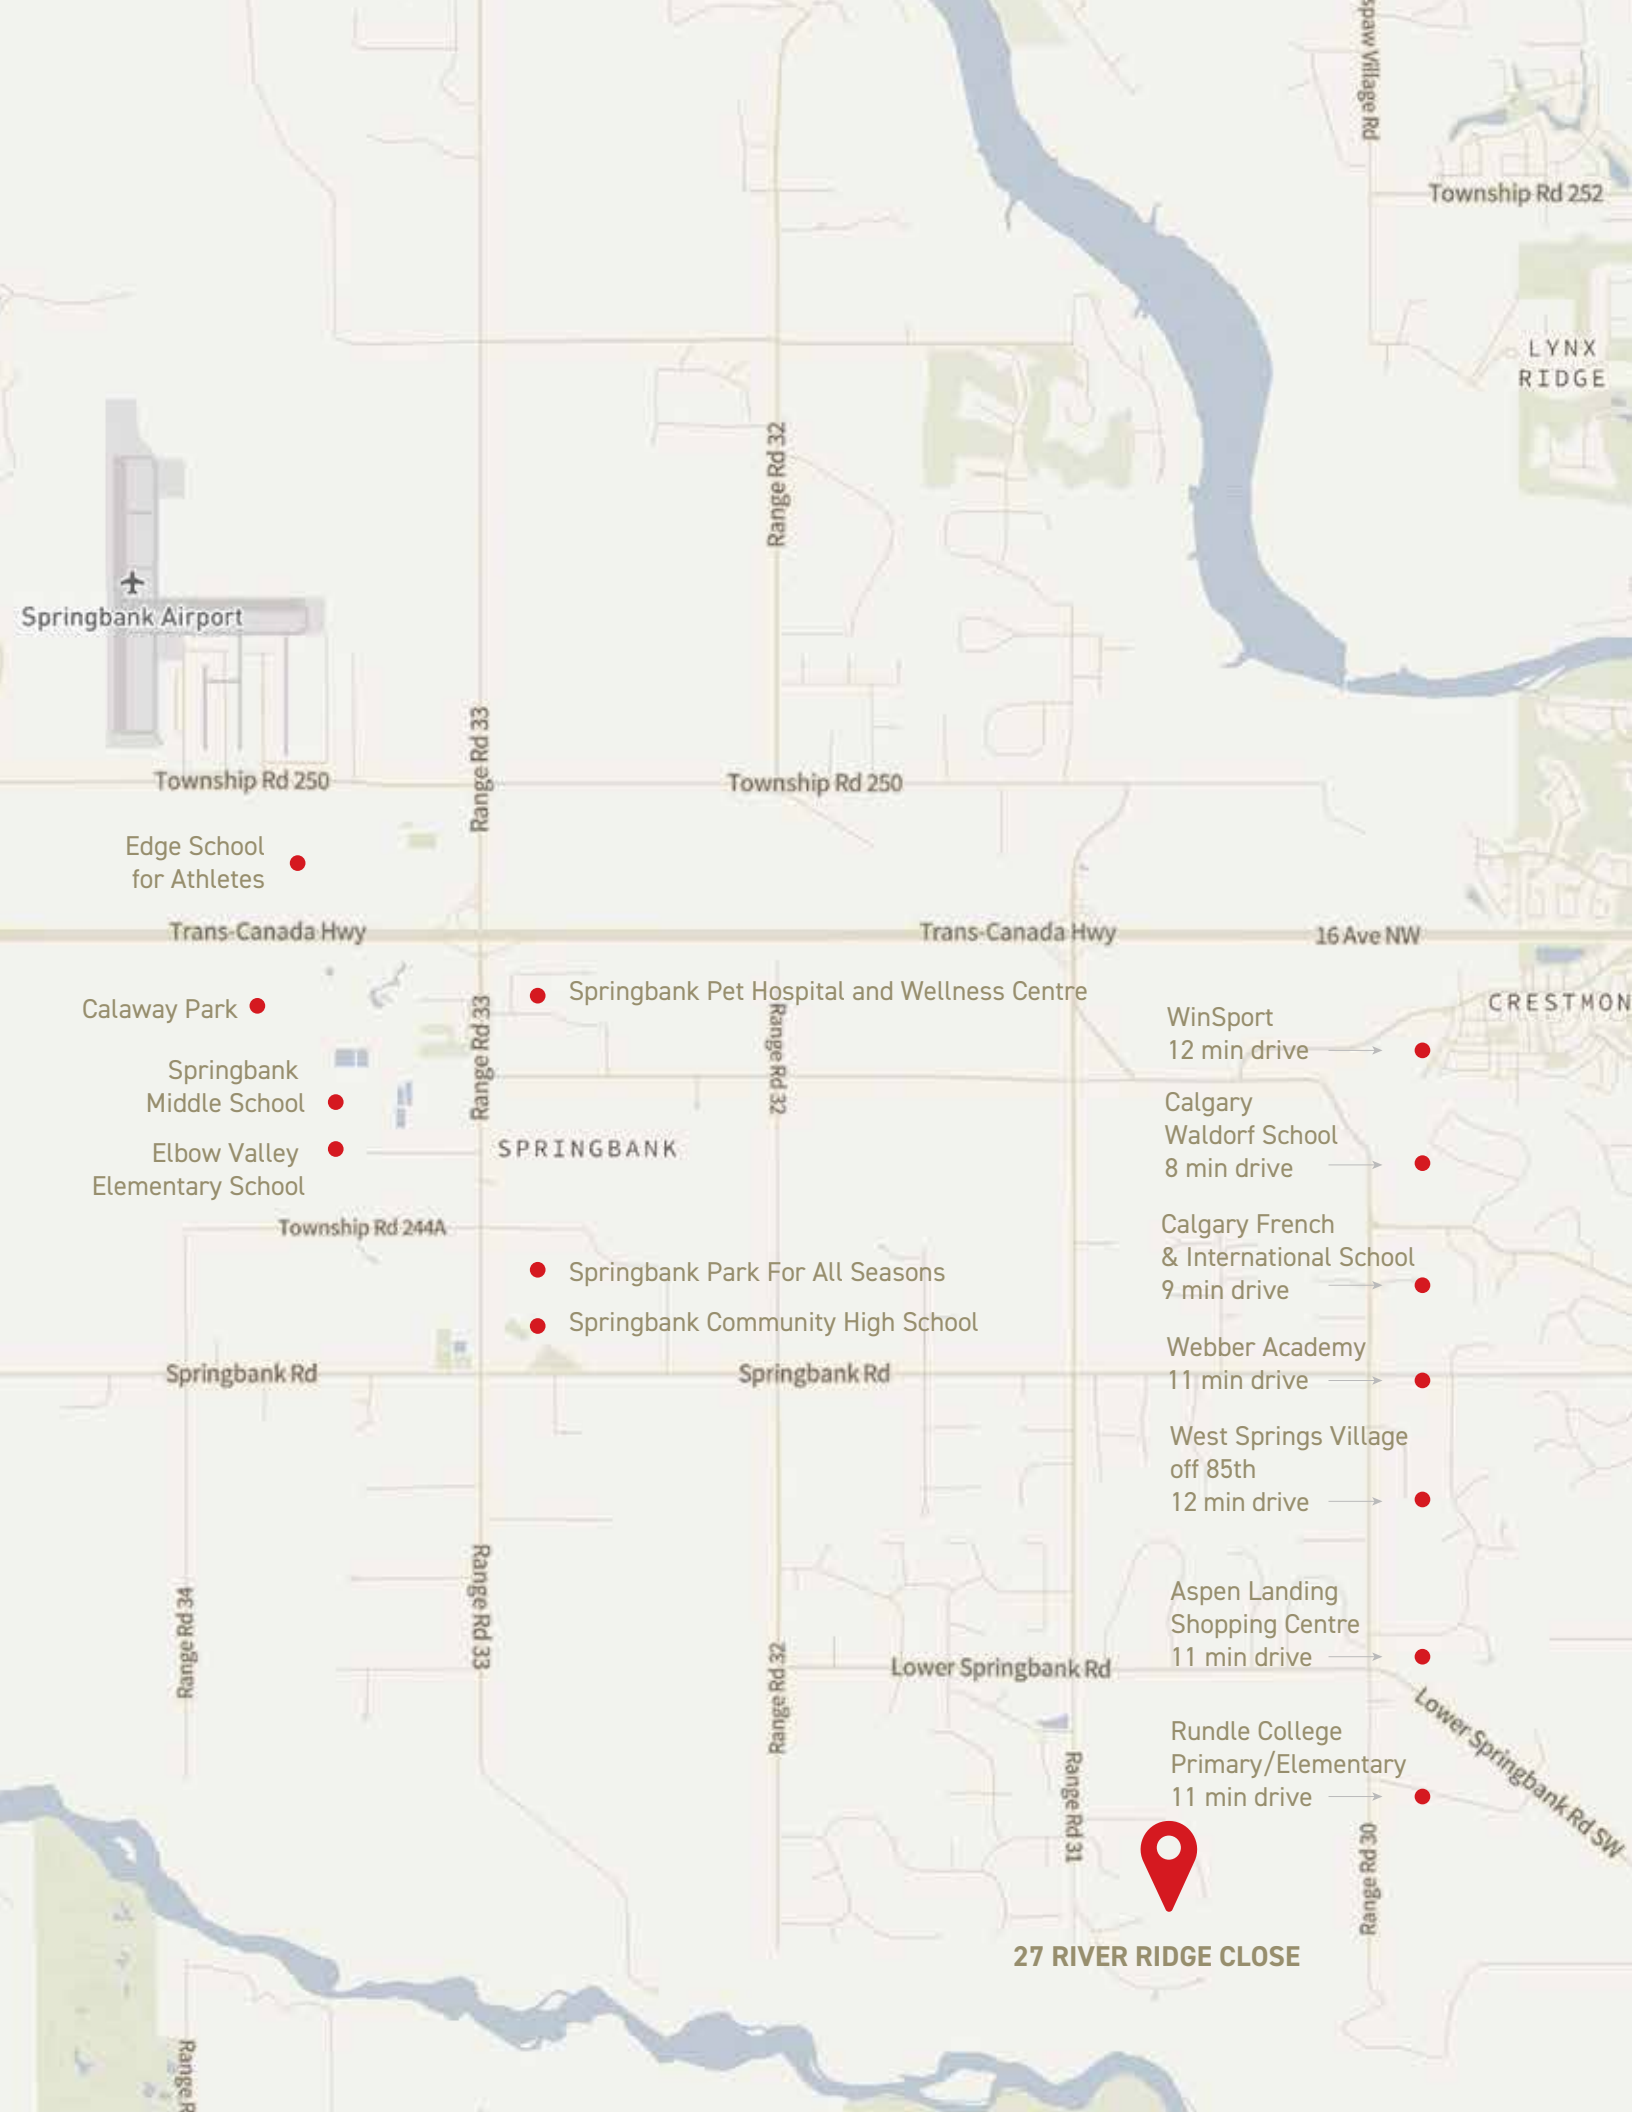 spaw Village Rd
Township Rd 252
LYNX
RIDGE
Range Rd 32
Springbank Airport
Range Rd 33
Township Rd 250
Township Rd 250
Edge School
for Athletes
Trans-Canada Hwy
Trans-Canada Hwy
16 Ave NW
Calaway Park
Springbank Pet Hospital and Wellness Centre
CRESTMON
Range Rd 33
Range Rd 32
WinSport
12 min drive
Springbank
Middle School
Calgary
Waldorf School
8 min drive
Elbow Valley
Elementary School
SPRINGBANK
Township Rd 244A
Calgary French
& International School
9 min drive
Springbank Park For All Seasons
Springbank Community High School
Webber Academy
11 min drive
Springbank Rd
Springbank Rd
West Springs Village
off 85th
12 min drive
Range Rd 34
Range Rd 33
Range Rd 32
Aspen Landing
Shopping Centre
11 min drive
Lower Springbank Rd
Lower Springbank Rd SW
Rundle College
Primary/Elementary
11 min drive
Range Rd 31
Range Rd 30
27 RIVER RIDGE CLOSE
Range R